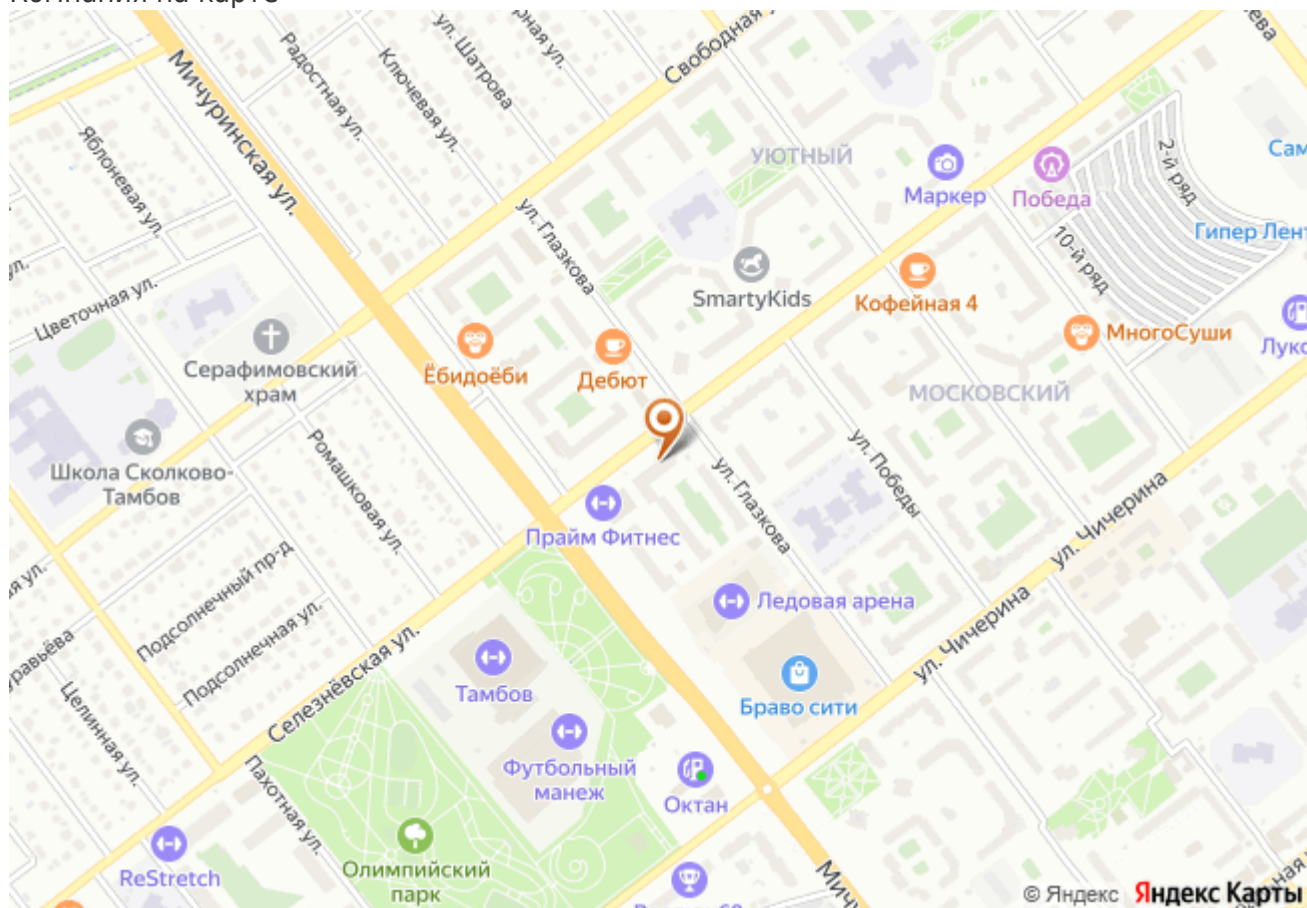 Компания на карте
Свободная
ул. Шатрова
Радостная ул.
Ключевая ул.
Мичуринская ул.
Яблоневая ул.
УЮТНЫЙ
Маркер
Победа
2-й ряд
Гипер Лент
10-й ряд
ул. Глазкова
SmartyKids
Кофейная 4
МногоСуши
Цветочная ул.
Серафимовский
храм
Ёбидоёби
Дебют
МОСКОВСКИЙ
Школа Сколково-
Тамбов
Ромашковая ул.
ул. Глазкова
ул. Победы
Прайм Фитнес
ул. Чичерина
Подсолнечный пр-д
Подсолнечная ул.
Ледовая арена
ул. Чичерина
Селезнёвская ул.
Тамбов
Браво сити
Целинная ул.
Футбольный
манеж
Октан
Пахотная ул.
Олимпийский
парк
ReStretch
© Яндекс Яндекс Карты